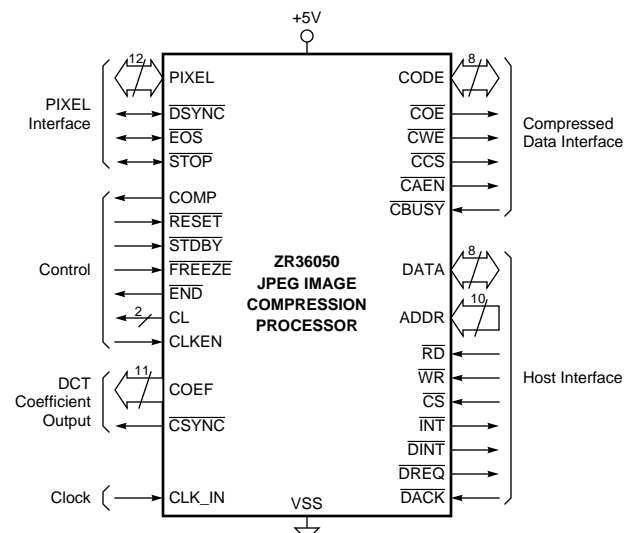 +5V
PIXEL
Interface
12
PIXEL
DSYNC
EOS
STOP
Control
COMP
RESET
STDBY
FREEZE
END
2
CL
CLKEN
DCT
Coefficient
Output
11
COEF
CSYNC
Clock
CLK_IN
ZR36050
JPEG IMAGE
COMPRESSION
PROCESSOR
VSS
CODE
8
COE
CWE
CCS
CAEN
CBUSY
Compressed
Data Interface
DATA
8
ADDR
10
RD
WR
CS
INT
DINT
DREQ
DACK
Host Interface